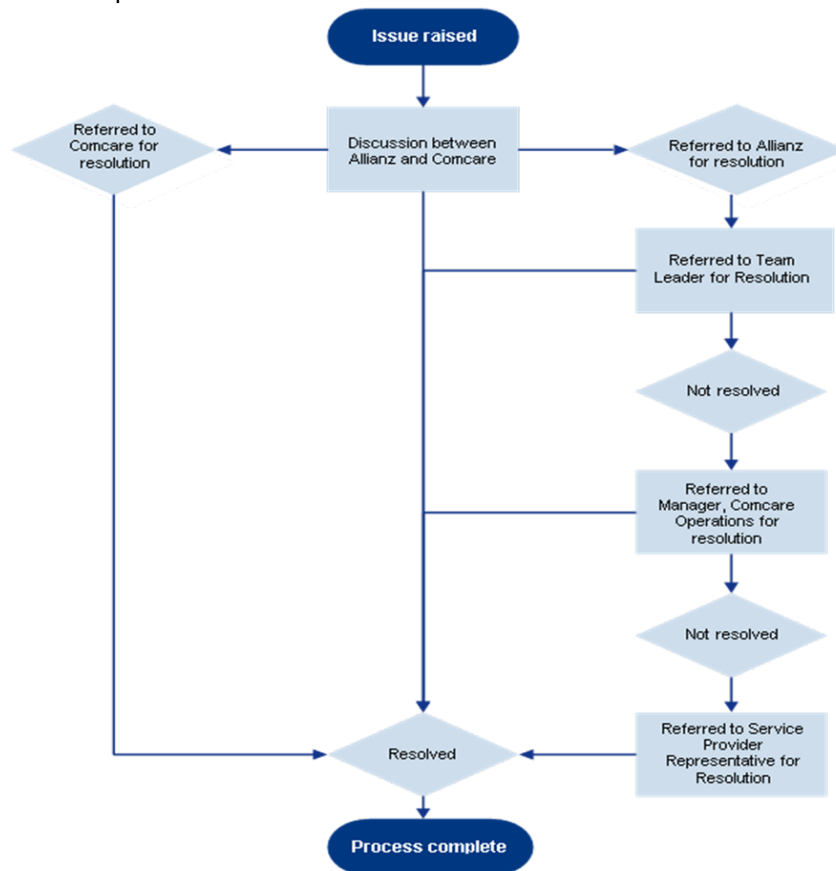 Issue raised
Referred to
Comcare for
resolution
Discussion between
Allianz and Comcare
Referred to Allianz
for resolution
Referred to Team
Leader for Resolution
Not resolved
Referred to
Manager, Comcare
Operations for
resolution
Not resolved
Resolved
Referred to Service
Provider
Representative for
Resolution
Process complete